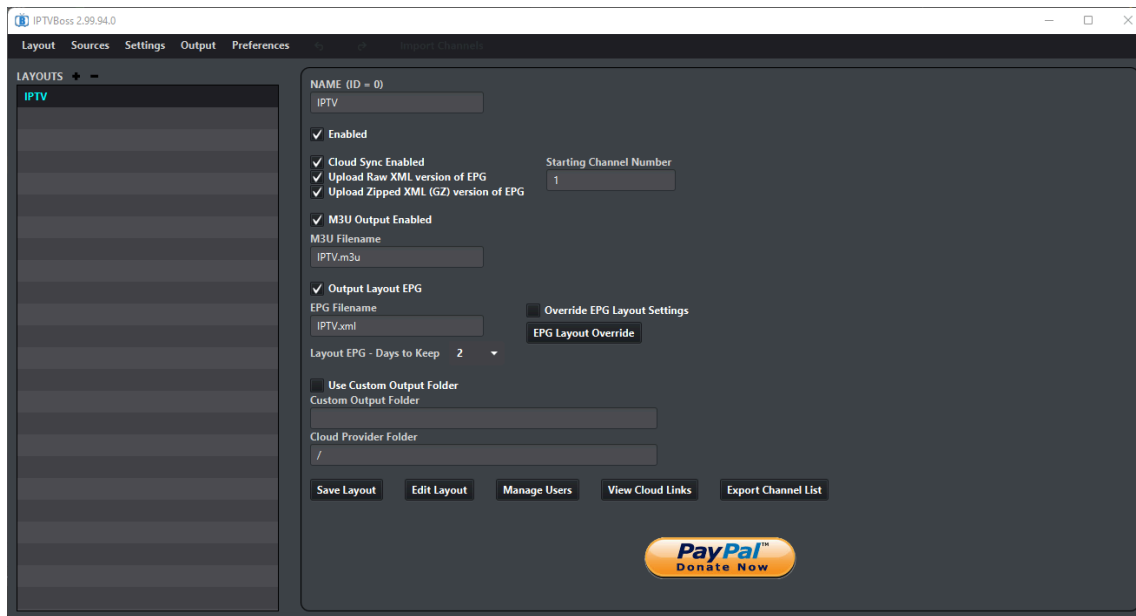 IPTVBoss 2.99.94.0
Layout Sources Settings Output Preferences Import Channels
LAYOUTS + −
IPTV
NAME (ID = 0)
IPTV
Enabled
Cloud Sync Enabled
Upload Raw XML version of EPG
Upload Zipped XML (GZ) version of EPG
Starting Channel Number
1
M3U Output Enabled
M3U Filename
IPTV.m3u
Output Layout EPG
EPG Filename
IPTV.xml
Override EPG Layout Settings
EPG Layout Override
Layout EPG - Days to Keep 2
Use Custom Output Folder
Custom Output Folder
Cloud Provider Folder
/
Save Layout Edit Layout Manage Users View Cloud Links Export Channel List
PayPal™
Donate Now